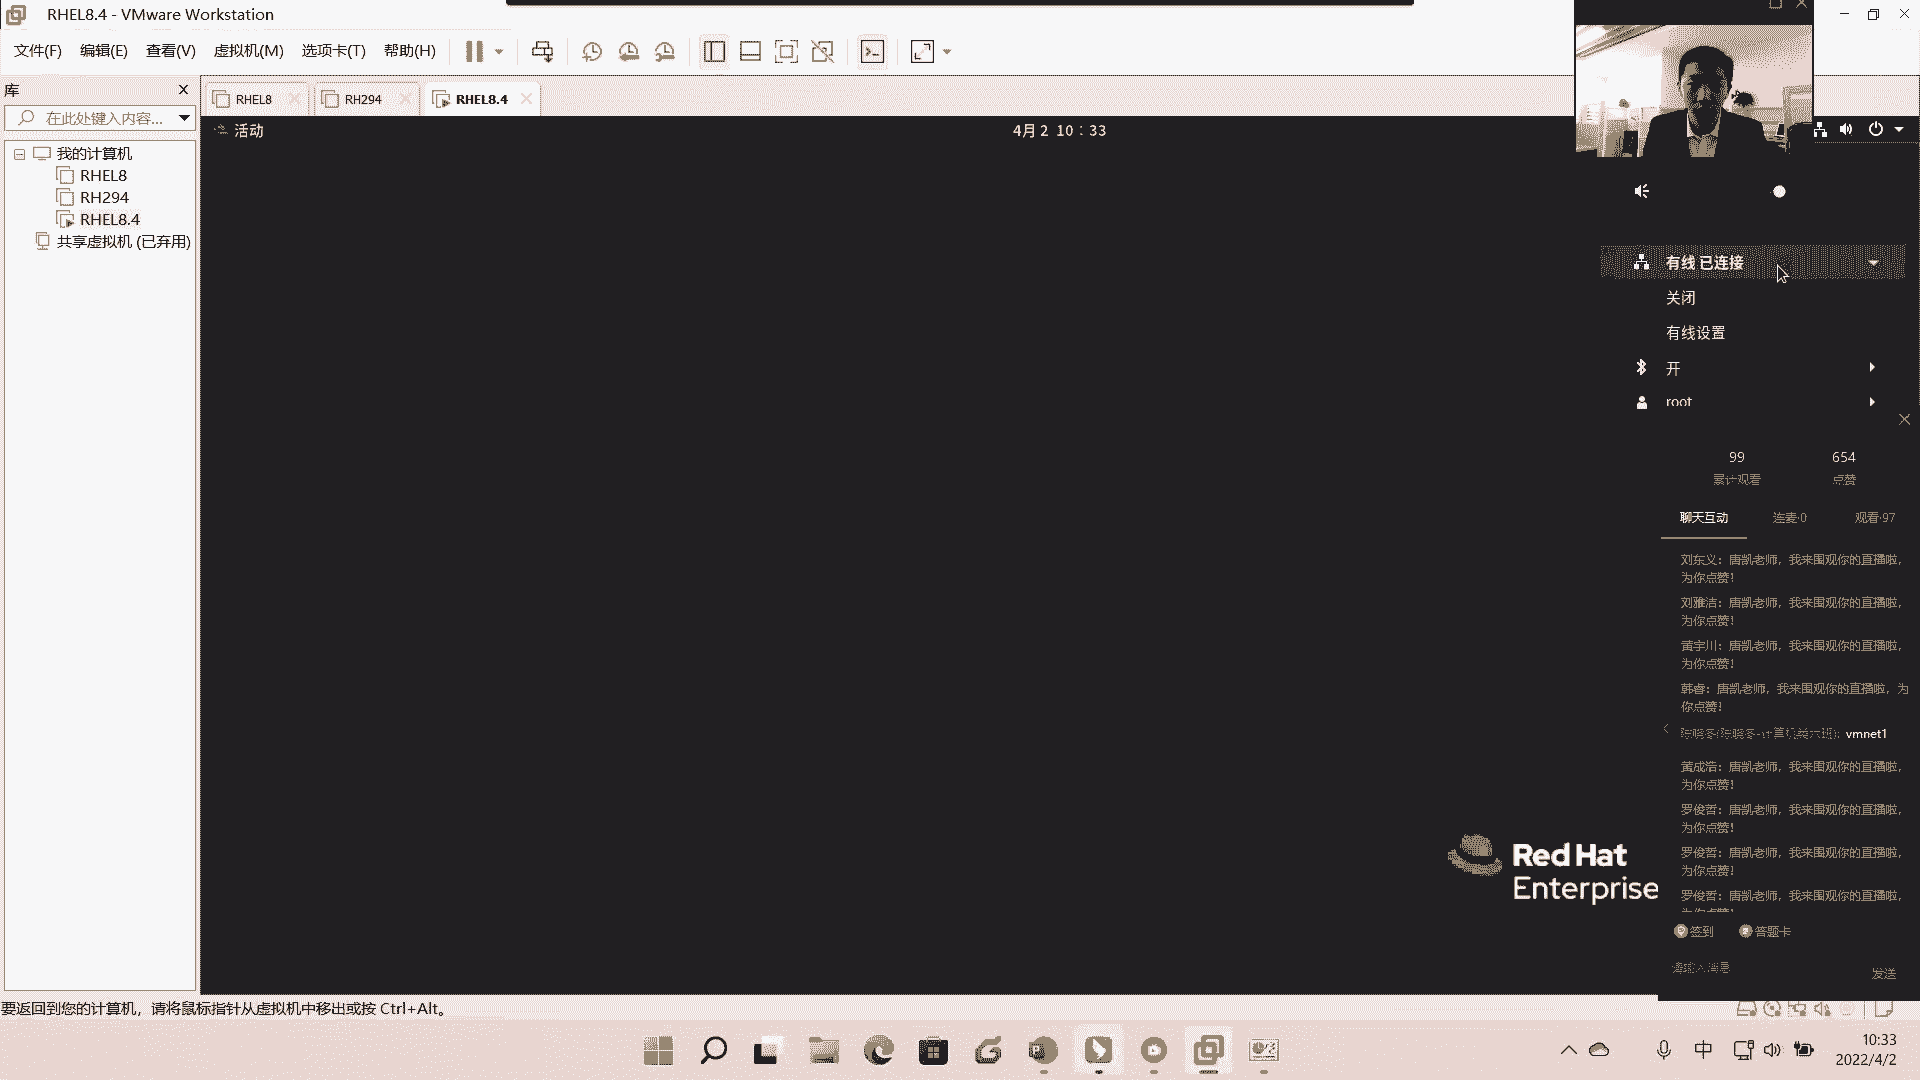 RHEL8.4 - VMware Workstation
文件(F) 编辑(E) 查看(V) 虚拟机(M) 选项卡(T) 帮助(H)
库
在此处键入内容...
我的计算机
RHEL8
RH294
RHEL8.4
共享虚拟机 (已弃用)
RHEL8 RH294 RHEL8.4
活动 4月 2 10：33
有线 已连接
关闭
有线设置
开
root
99 654
累计观看 点赞
聊天互动 连麦·0 观看·97
刘东义：唐凯老师，我来围观你的直播啦，
为你点赞！
刘雅洁：唐凯老师，我来围观你的直播啦，
为你点赞！
黄宇川：唐凯老师，我来围观你的直播啦，
为你点赞！
韩睿：唐凯老师，我来围观你的直播啦，为
你点赞！
vmnet1
黄成浩：唐凯老师，我来围观你的直播啦，
为你点赞！
罗俊哲：唐凯老师，我来围观你的直播啦，
为你点赞！
罗俊哲：唐凯老师，我来围观你的直播啦，
为你点赞！
罗俊哲：唐凯老师，我来围观你的直播啦，
签到 答题卡
请输入消息
发送
Red Hat
Enterprise
要返回到您的计算机，请将鼠标指针从虚拟机中移出或按 Ctrl+Alt。
中
10:33
2022/4/2